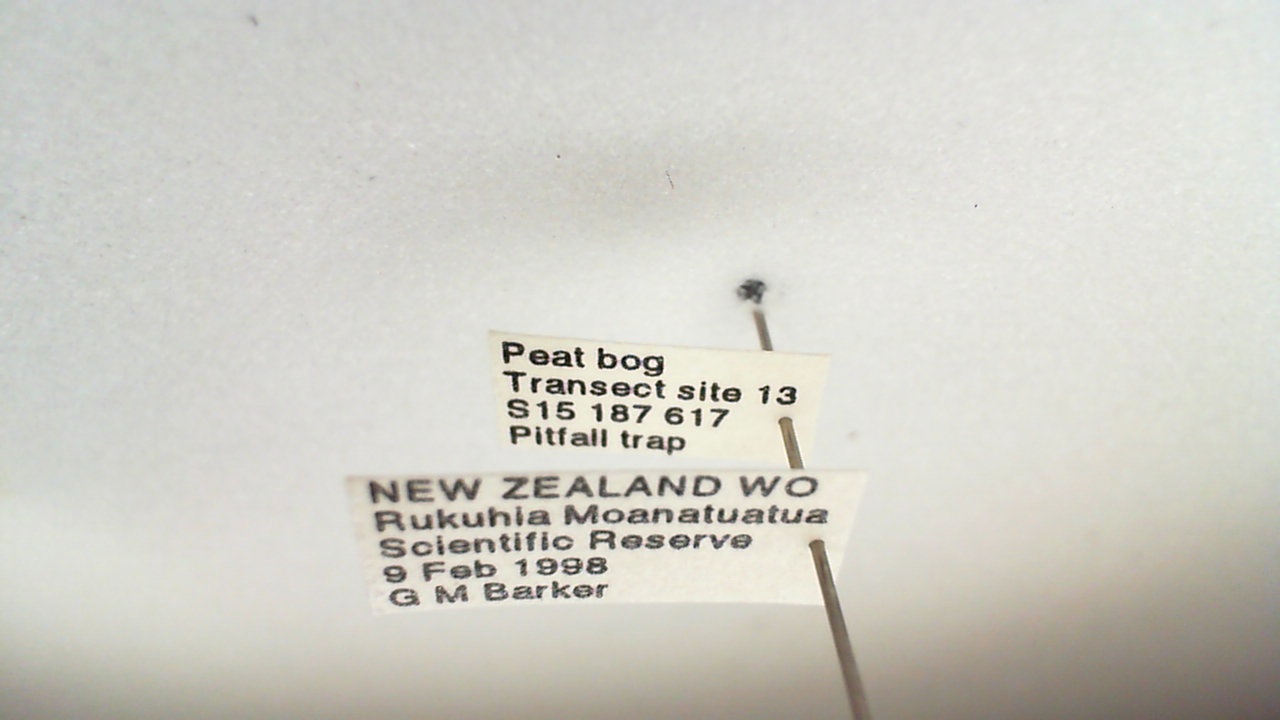 Peat bog
Transect site 13
S15 187 617
Pitfall trap
NEW ZEALAND WO
Rukuhia Moanatuatua
Scientific Reserve
9 Feb 1998
G M Barker